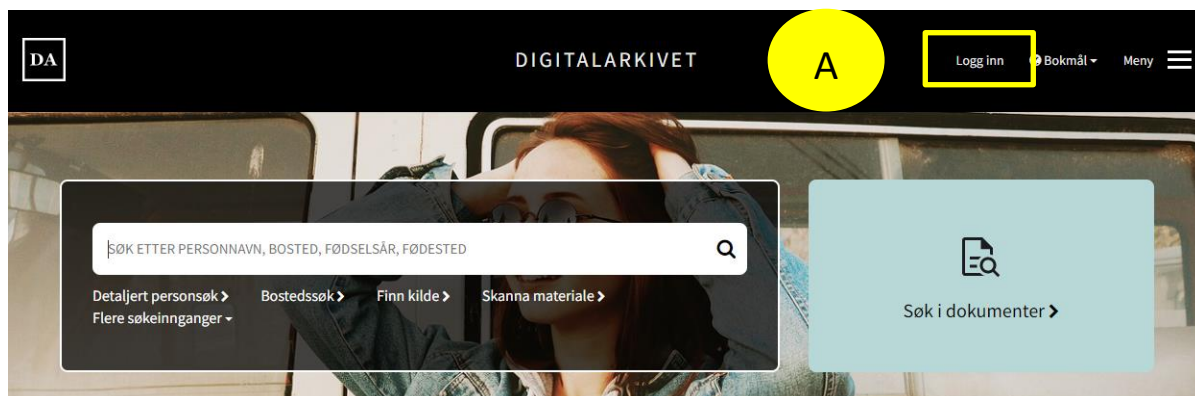 DA
DIGITALARKIVET
A
Logg inn
Bokmål
Meny
SØK ETTER PERSONNAVN, BOSTED, FØDSELSÅR, FØDESTED
Detaljert personsøk Bostedssøk Finn kilde Skanna materiale
Flere søkeinnganger
Søk i dokumenter